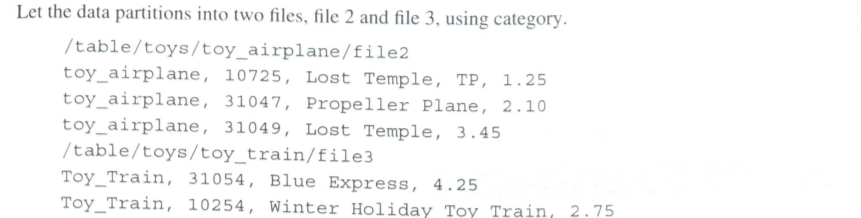 Let the data partitions into two files, file 2 and file 3, using category.
/table/toys/toy_airplane/file2
toy_airplane, 10725, Lost Temple, TP, 1.25
toy_airplane, 31047, Propeller Plane, 2.10
toy_airplane, 31049, Lost Temple, 3.45
/table/toys/toy_train/file3
Toy_Train, 31054, Blue Express, 4.25
Toy_Train, 10254, Winter Holiday Toy Train, 2.75